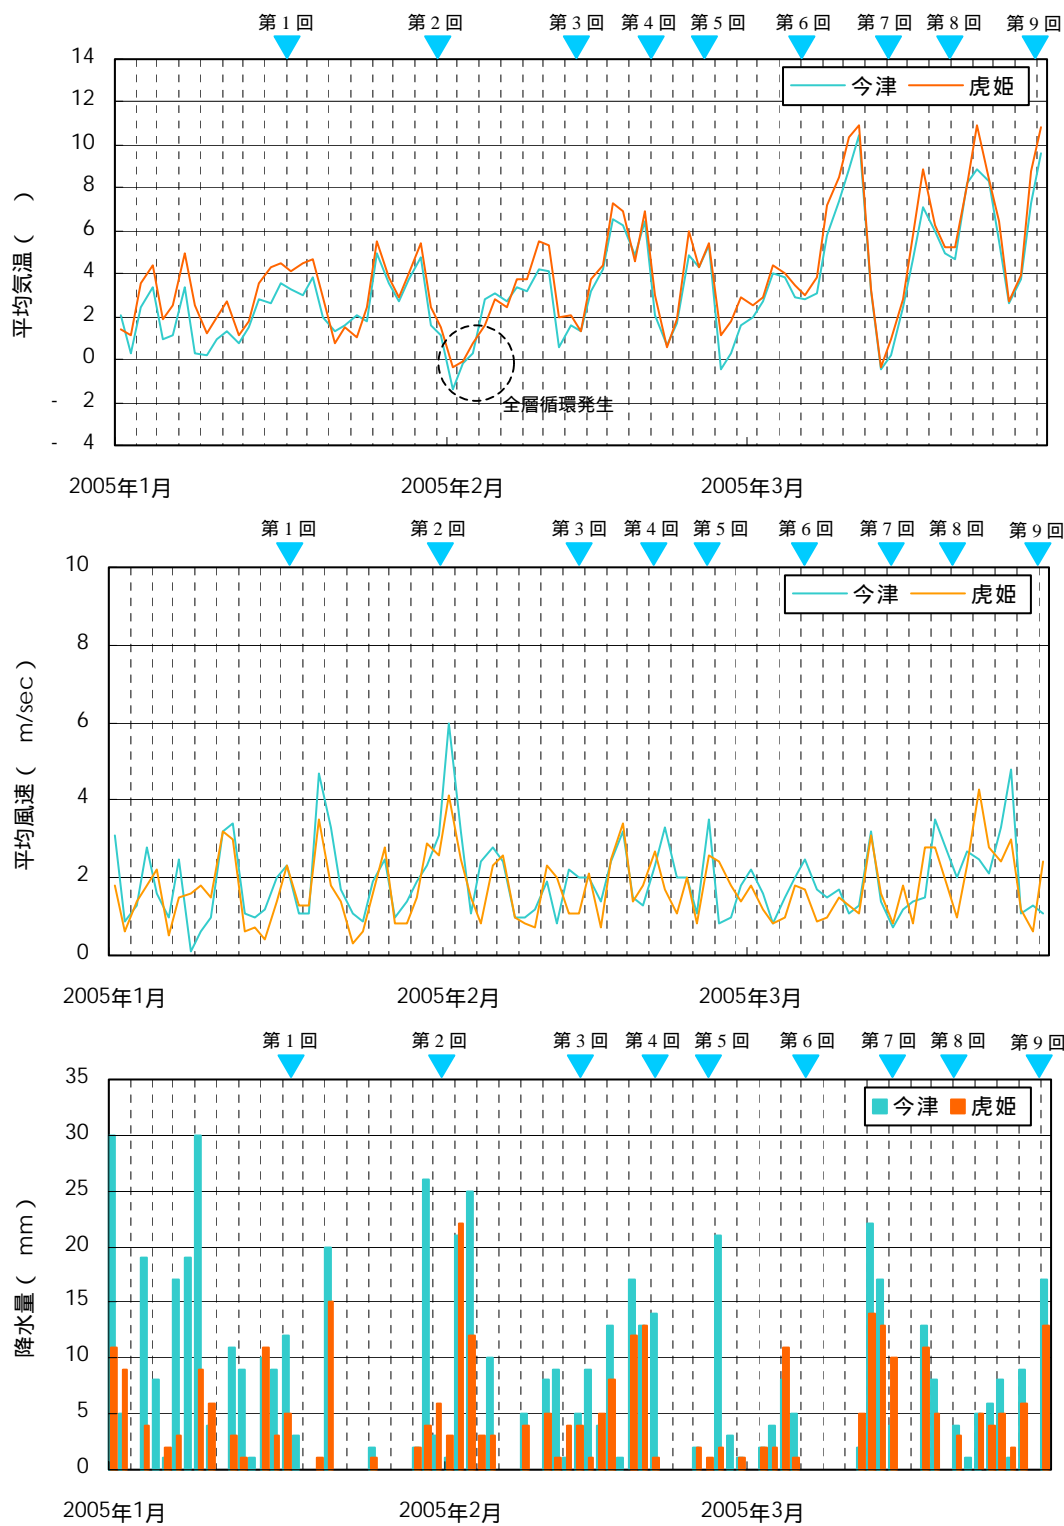 第 1 回 第 2 回 第 3 回 第 4 回 第 5 回 第 6 回 第 7 回 第 8 回 第 9 回
14
12
10
8
6
4
2
0
- 2
- 4
平均気温 ( )
今津 虎姫
全層循環発生
2005年1月 2005年2月 2005年3月
第 1 回 第 2 回 第 3 回 第 4 回 第 5 回 第 6 回 第 7 回 第 8 回 第 9 回
10
8
6
4
2
0
平均風速 ( m/sec )
今津 虎姫
2005年1月 2005年2月 2005年3月
第 1 回 第 2 回 第 3 回 第 4 回 第 5 回 第 6 回 第 7 回 第 8 回 第 9 回
35
30
25
20
15
10
5
0
降水量 ( mm )
今津 虎姫
2005年1月 2005年2月 2005年3月